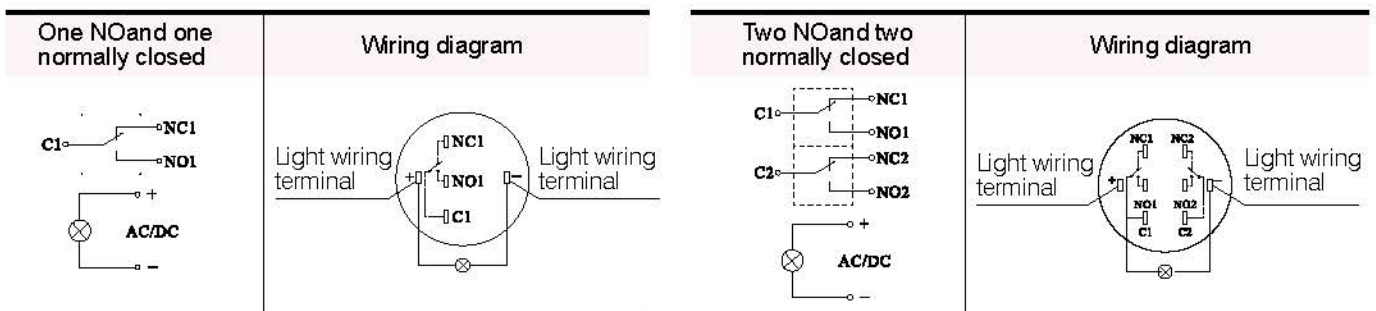 One NOand one
normally closed
Wiring diagram
C1
NC1
NO1
+
AC/DC
−
Light wiring
terminal
+
NC1
NO1
C1
−
Light wiring
terminal
Two NOand two
normally closed
Wiring diagram
C1
NC1
NO1
C2
NC2
NO2
+
AC/DC
−
Light wiring
terminal
+
NC1 NC2
NO1 NO2
C1 C2
−
Light wiring
terminal